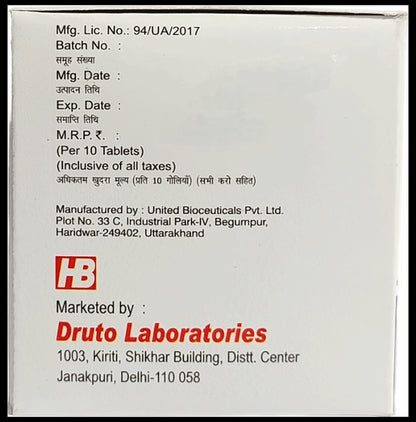 Mfg. Lic. No.: 94/UA/2017
Batch No. :
समूह संख्या
Mfg. Date :
उत्पादन तिथि
Exp. Date :
समाप्ति तिथि
M.R.P. ₹. :
(Per 10 Tablets)
(Inclusive of all taxes)
अधिकतम खुदरा मूल्य (प्रति 10 गोलियाँ) (सभी करो सहित)
Manufactured by : United Bioceuticals Pvt. Ltd.
Plot No. 33 C, Industrial Park-IV, Begumpur,
Haridwar-249402, Uttarakhand
HB
Marketed by :
Druto Laboratories
1003, Kiriti, Shikhar Building, Distt. Center
Janakpuri, Delhi-110 058